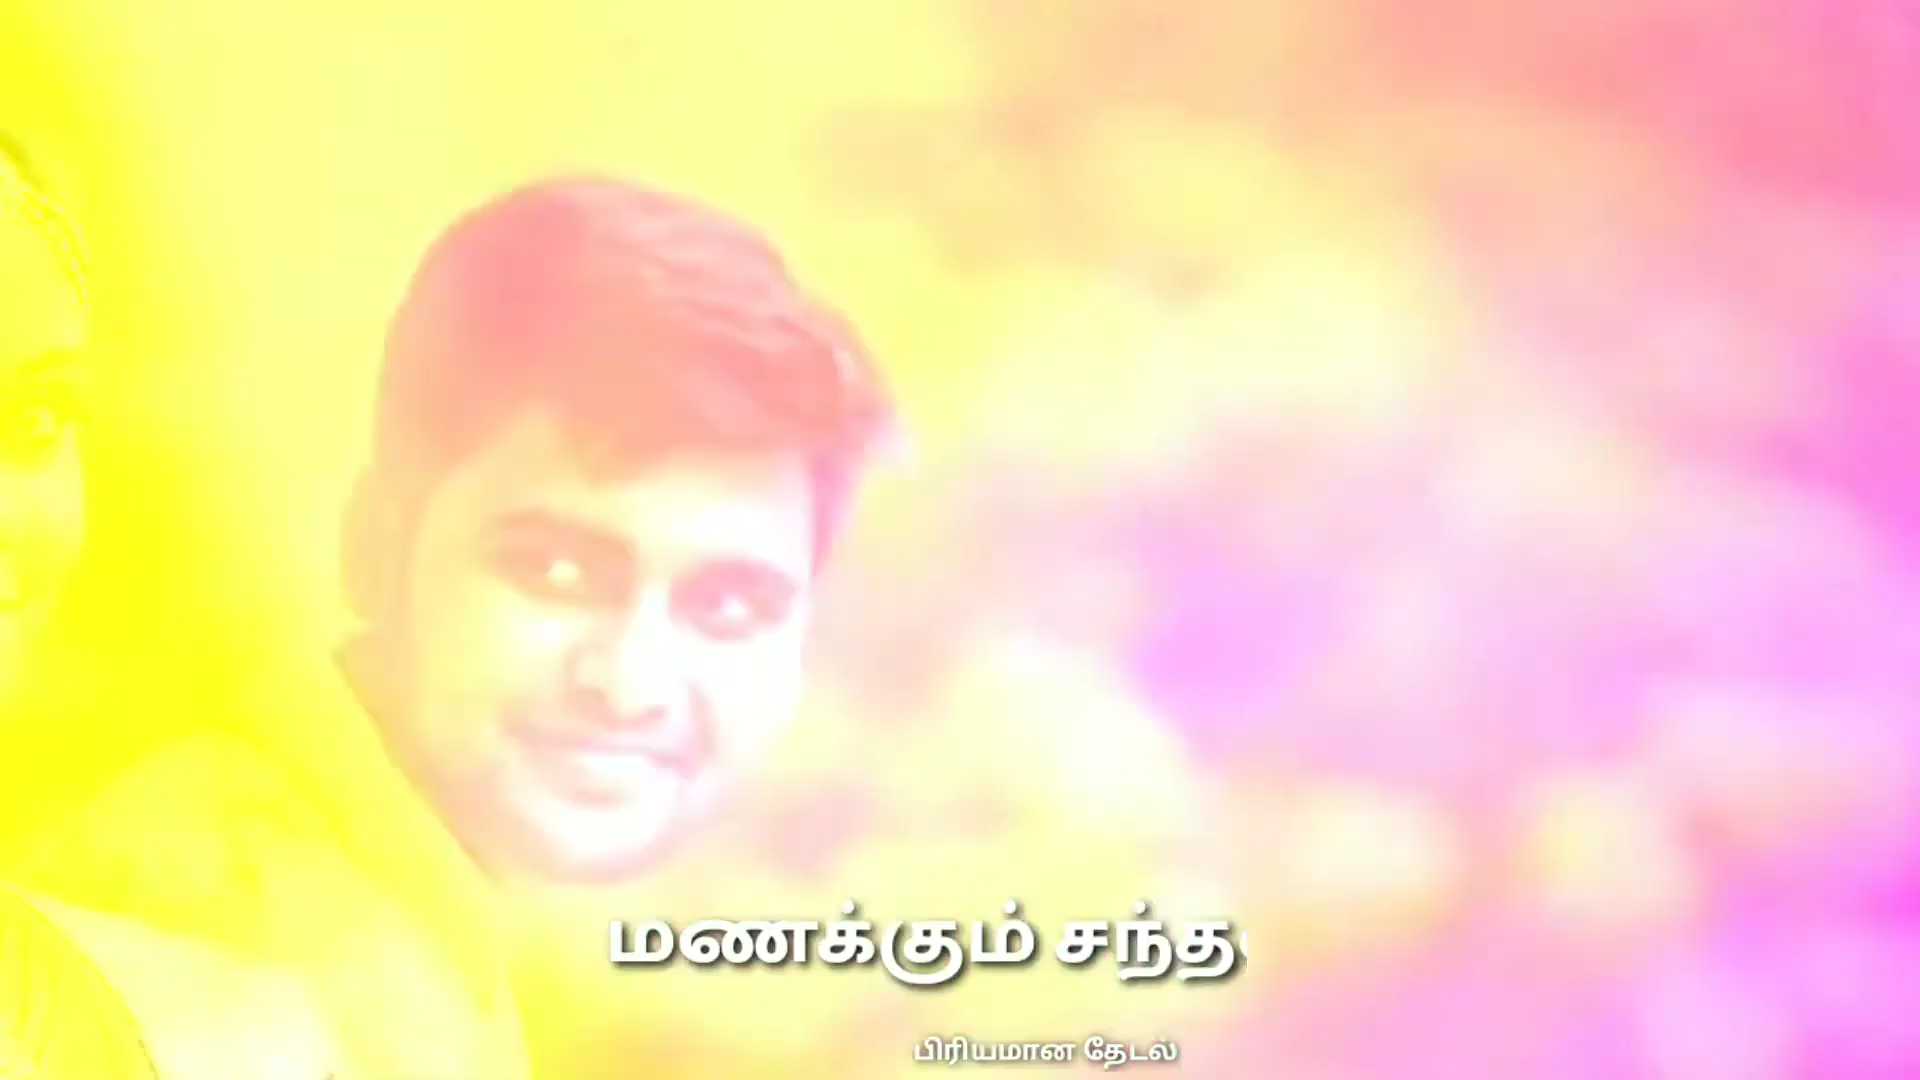 மணக்கும் சந்த
பிரியமான தேடல்